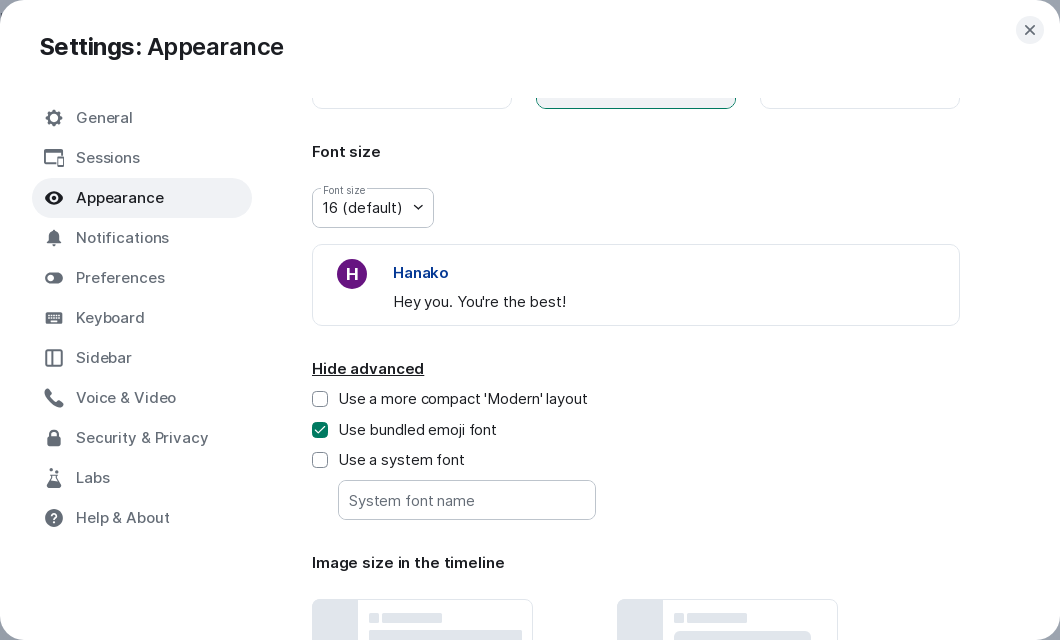 Settings: Appearance
General
Sessions
Appearance
Notifications
Preferences
Keyboard
Sidebar
Voice & Video
Security & Privacy
Labs
Help & About
Font size
Font size
16 (default)
H
Hanako
Hey you. You're the best!
Hide advanced
Use a more compact 'Modern' layout
Use bundled emoji font
Use a system font
System font name
Image size in the timeline